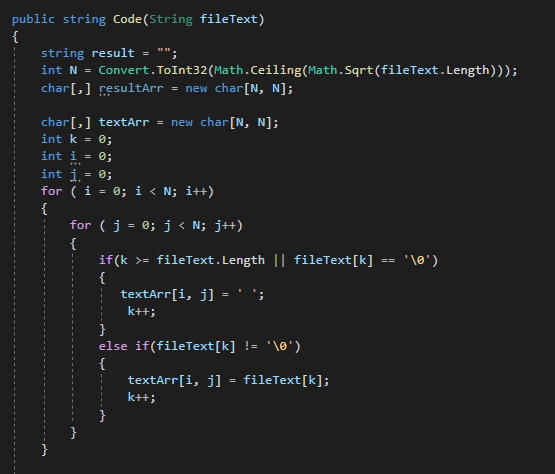 public string Code(String fileText)
{
    string result = "";
    int N = Convert.ToInt32(Math.Ceiling(Math.Sqrt(fileText.Length)));
    char[,] resultArr = new char[N, N];

    char[,] textArr = new char[N, N];
    int k = 0;
    int i = 0;
    int j = 0;
    for ( i = 0; i < N; i++)
    {
        for ( j = 0; j < N; j++)
        {
            if(k >= fileText.Length || fileText[k] == '\0')
            {
               textArr[i, j] = ' ';
                k++;
            }
            else if(fileText[k] != '\0')
            {
                textArr[i, j] = fileText[k];
                k++;
            }
        }
    }